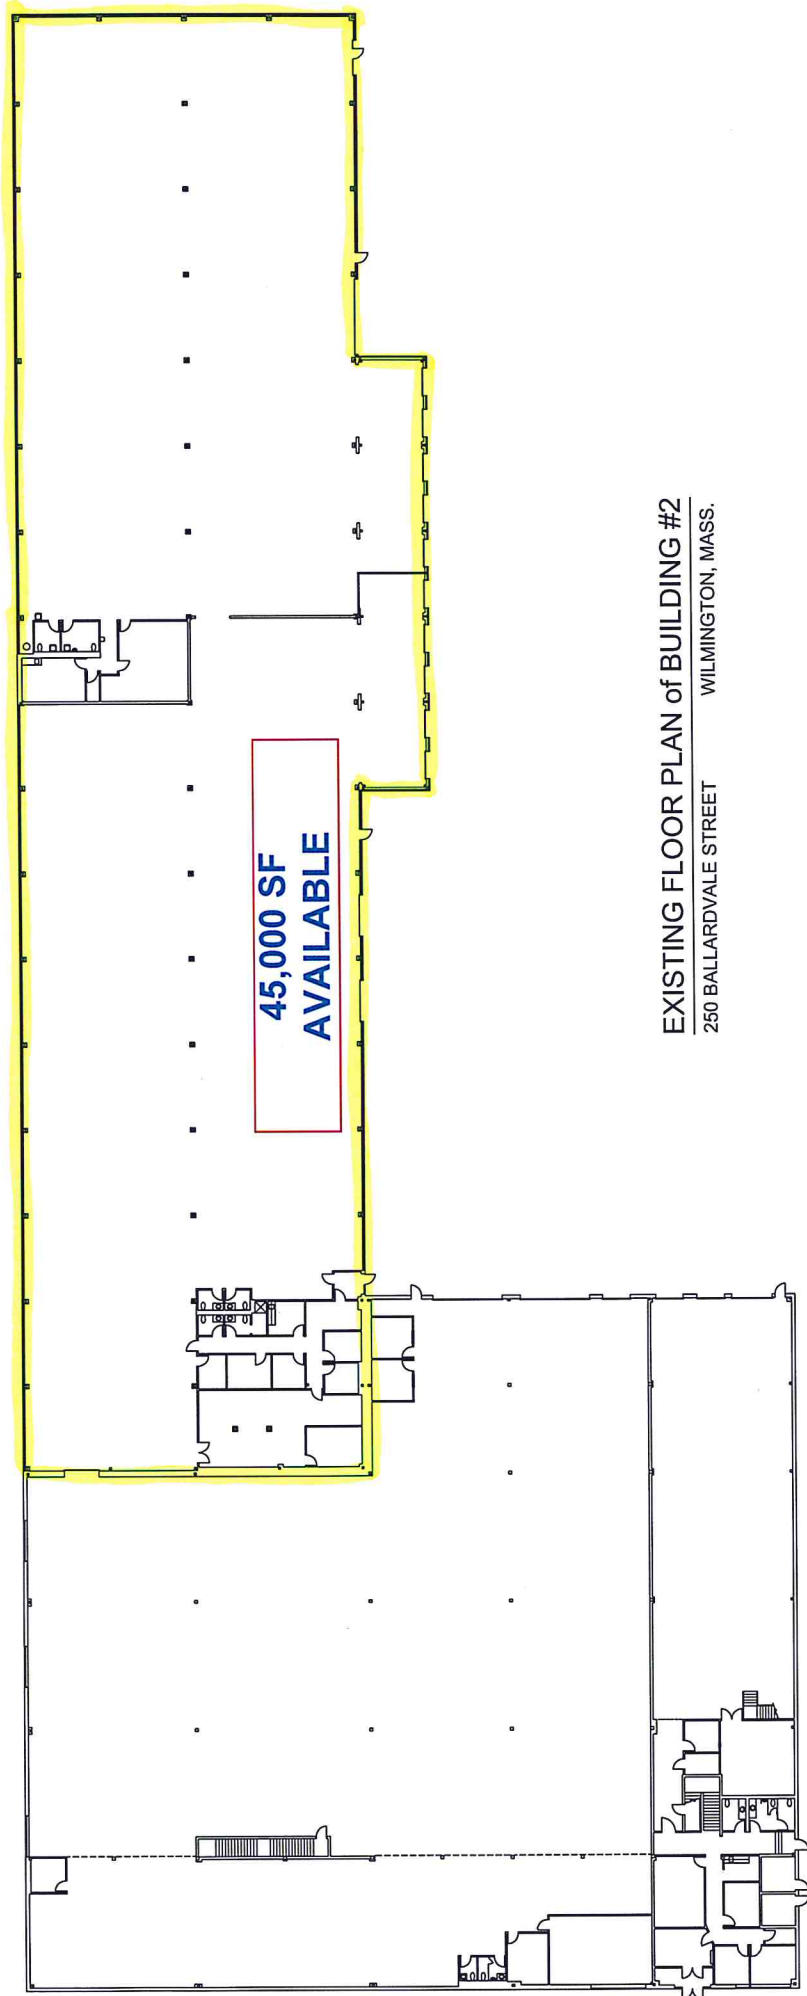 45,000 SF
AVAILABLE
EXISTING FLOOR PLAN of BUILDING #2
250 BALLARDVALE STREET WILMINGTON, MASS.